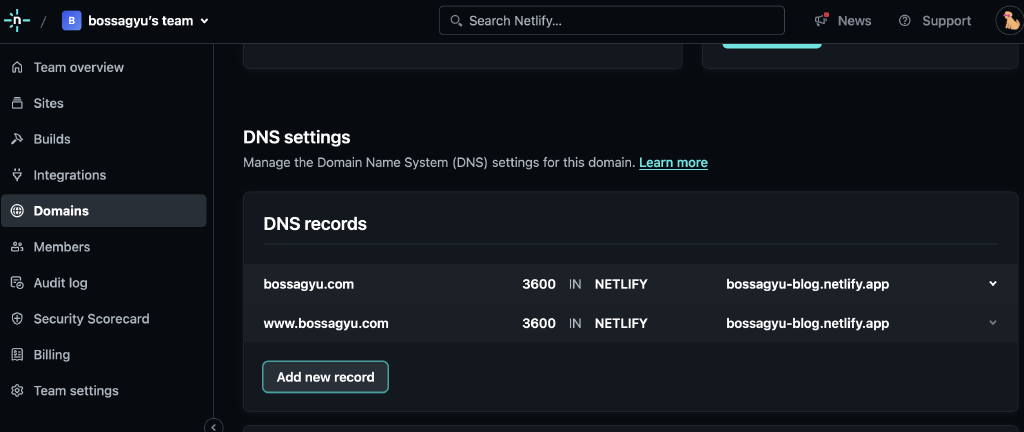 n / B bossagyu's team Search Netlify... News Support
Team overview
Sites
Builds
Integrations
Domains
Members
Audit log
Security Scorecard
Billing
Team settings
DNS settings
Manage the Domain Name System (DNS) settings for this domain. Learn more
DNS records
bossagyu.com 3600 IN NETLIFY bossagyu-blog.netlify.app
www.bossagyu.com 3600 IN NETLIFY bossagyu-blog.netlify.app
Add new record